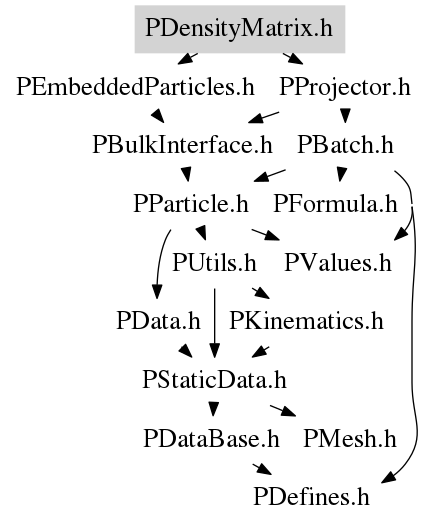 PDensityMatrix.h
PEmbeddedParticles.h
PProjector.h
PBulkInterface.h
PBatch.h
PParticle.h
PFormula.h
PUtils.h
PValues.h
PData.h
PKinematics.h
PStaticData.h
PDataBase.h
PMesh.h
PDefines.h